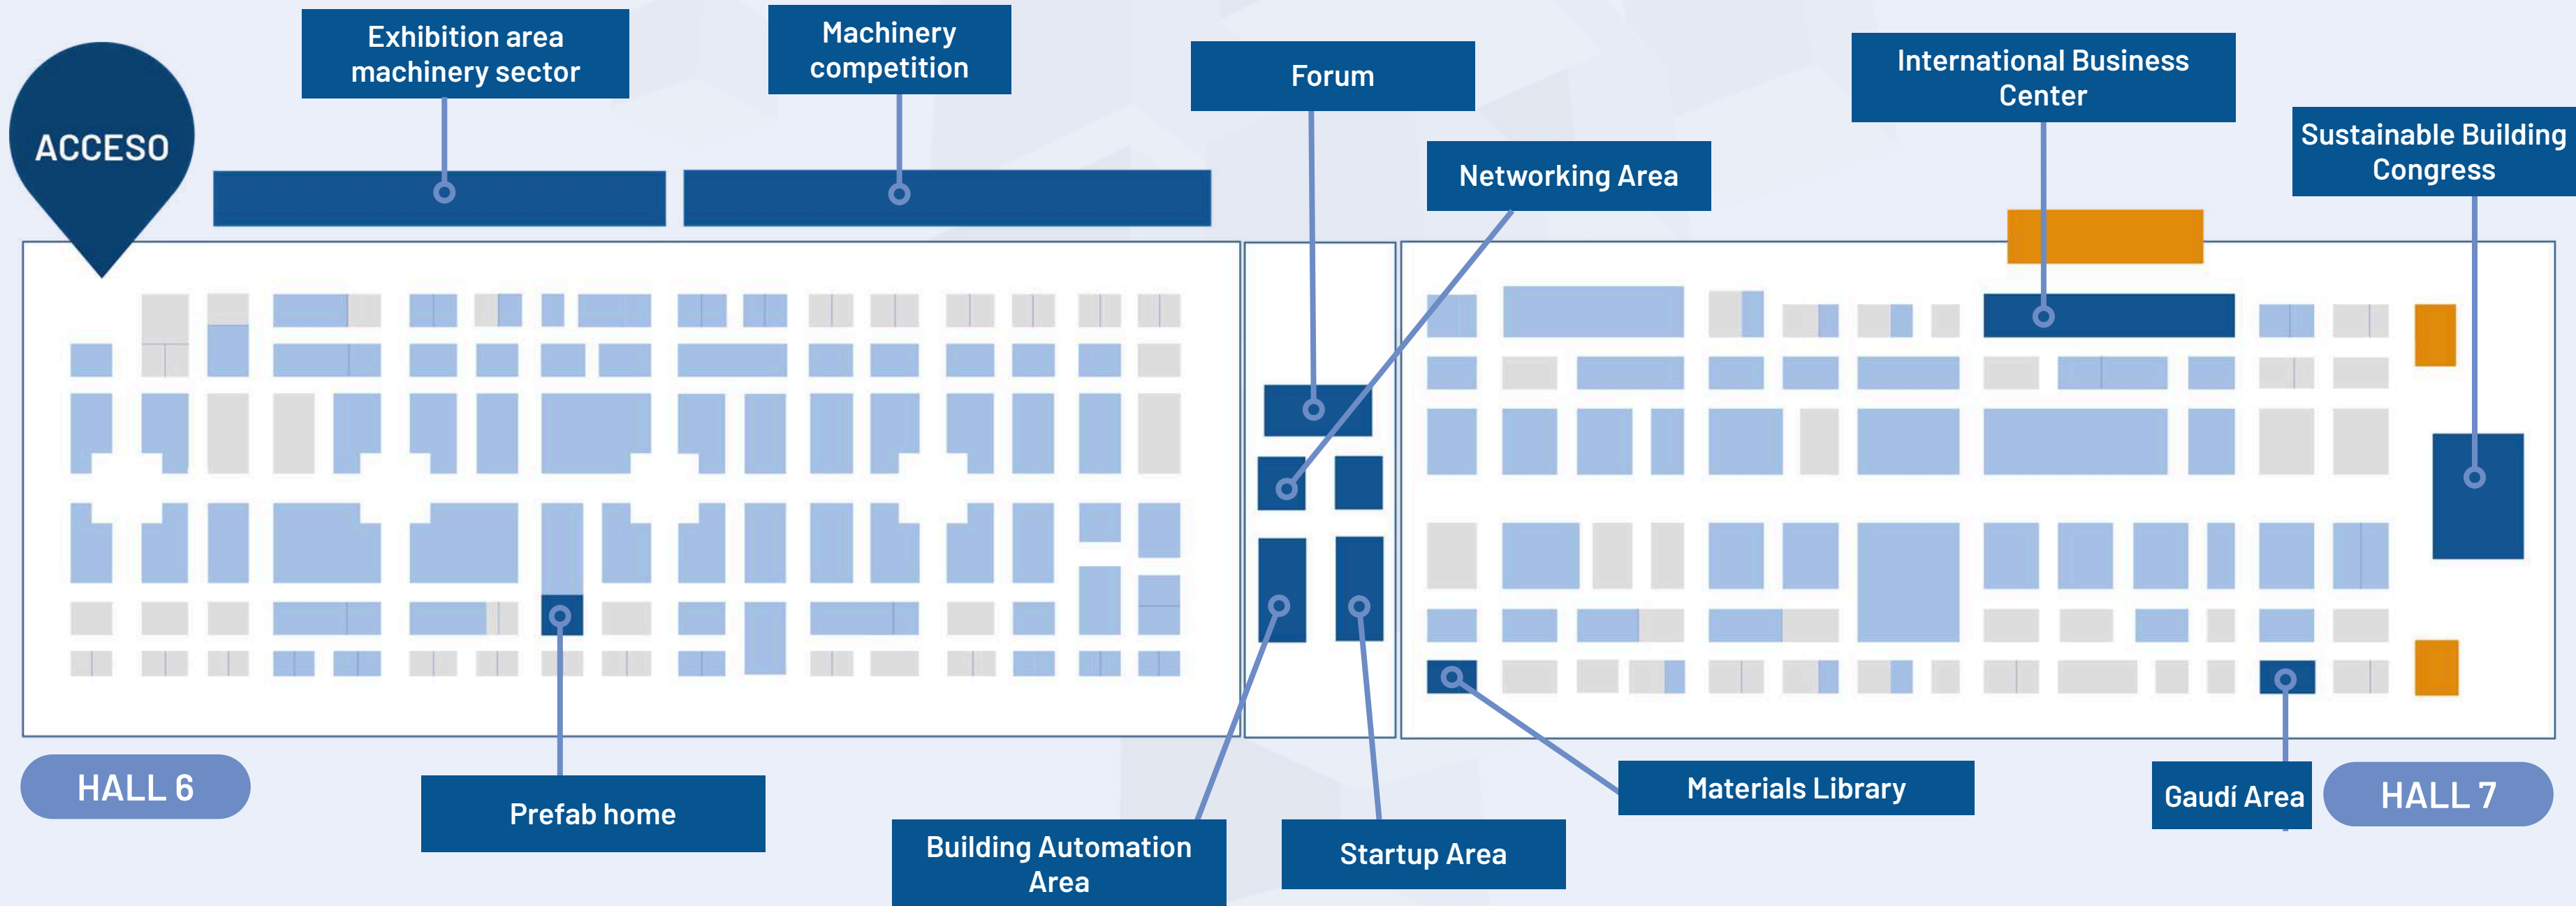 Exhibition area
machinery sector
Machinery
competition
Forum
International Business
Center
ACCESO
Networking Area
Sustainable Building
Congress
HALL 6
Prefab home
Building Automation
Area
Startup Area
Materials Library
Gaudí Area
HALL 7